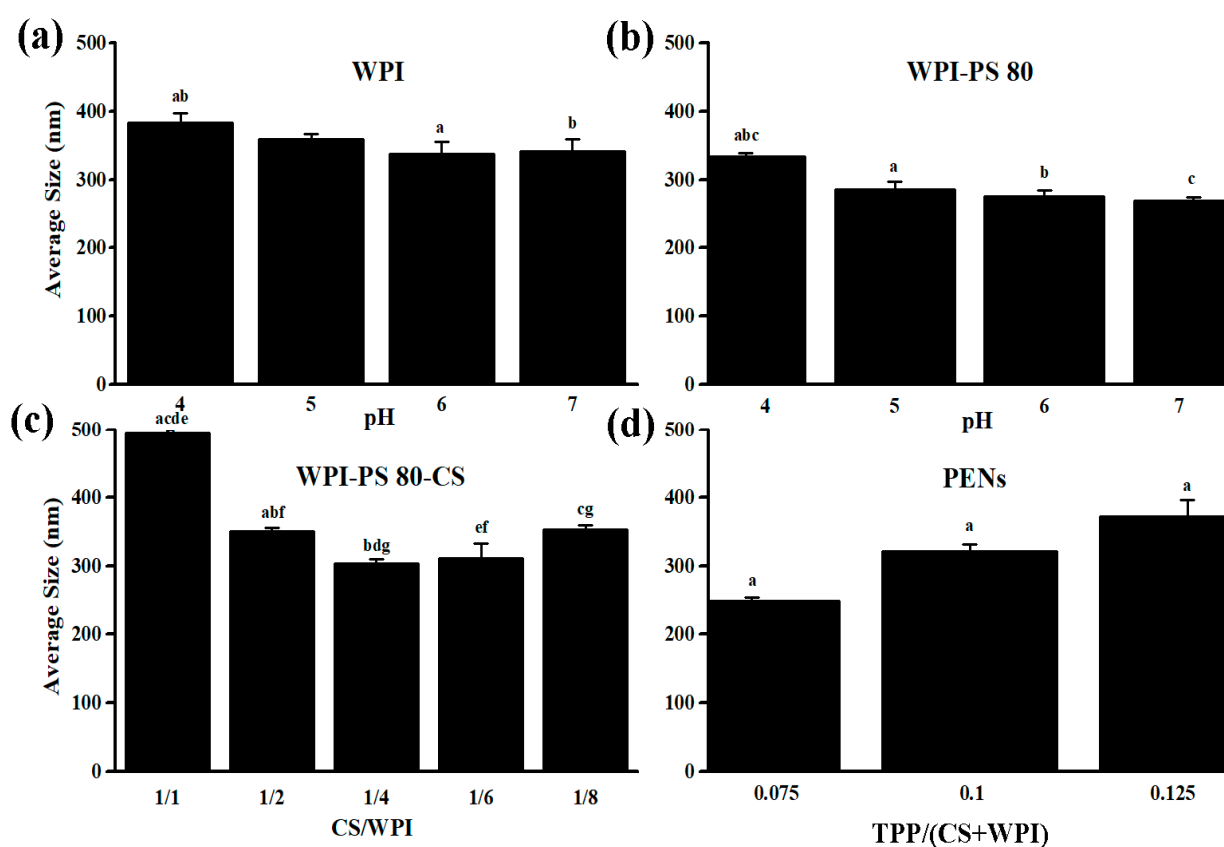 (a)
WPI
Average Size (nm)
500
400
300
200
100
0
ab
a
b
4 5 6 7
pH
(b)
WPI-PS 80
500
400
300
200
100
0
abc
a
b
c
4 5 6 7
pH
(c)
WPI-PS 80-CS
Average Size (nm)
500
400
300
200
100
0
acde
abf
bdg
ef
cg
1/1 1/2 1/4 1/6 1/8
CS/WPI
(d)
PENs
500
400
300
200
100
0
a
a
a
0.075 0.1 0.125
TPP/(CS+WPI)